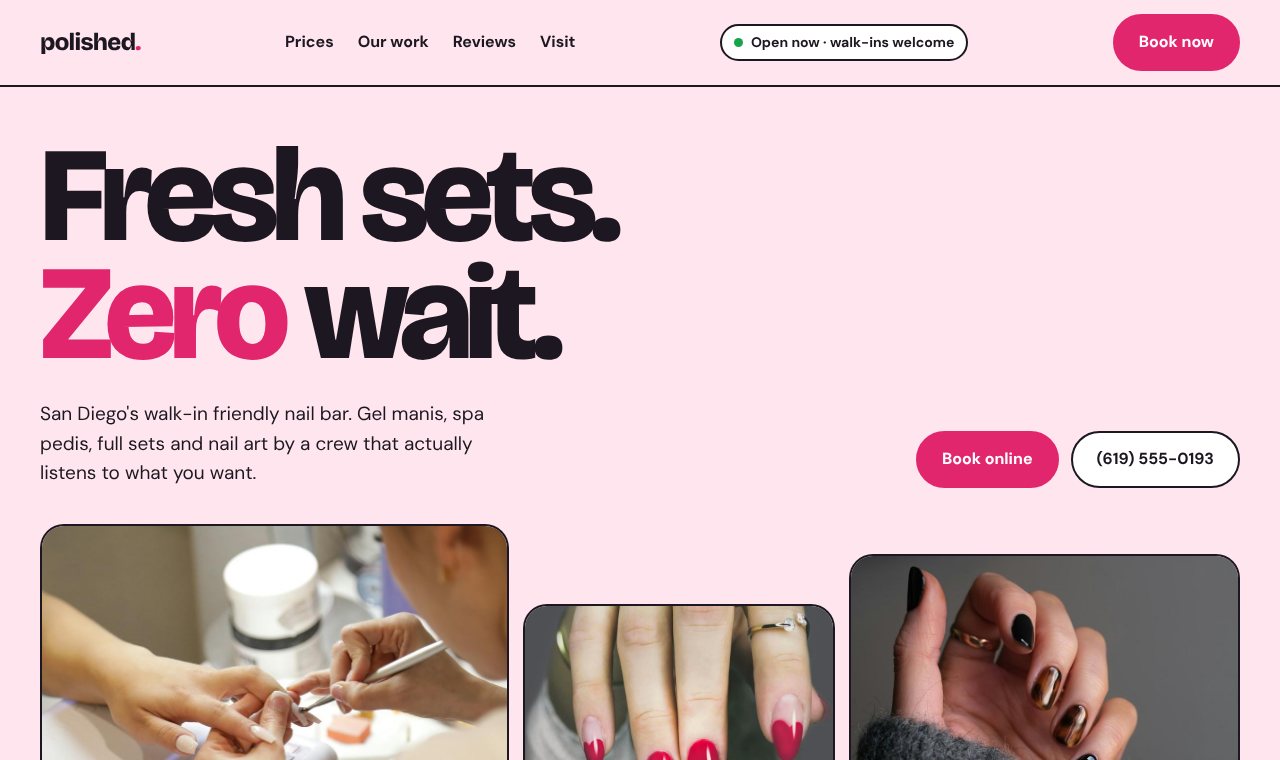 polished.
Prices
Our work
Reviews
Visit
Open now · walk-ins welcome
Book now
Fresh sets.
Zero wait.
San Diego's walk-in friendly nail bar. Gel manis, spa
pedis, full sets and nail art by a crew that actually
listens to what you want.
Book online
(619) 555-0193